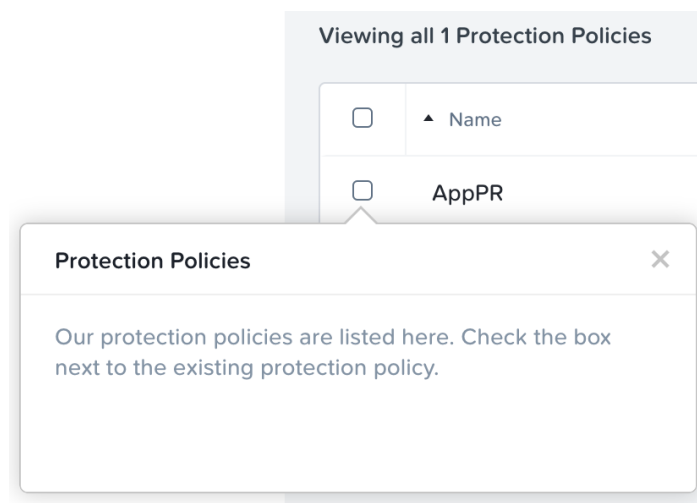 Viewing all 1 Protection Policies
Name
AppPR
Protection Policies
Our protection policies are listed here. Check the box
next to the existing protection policy.